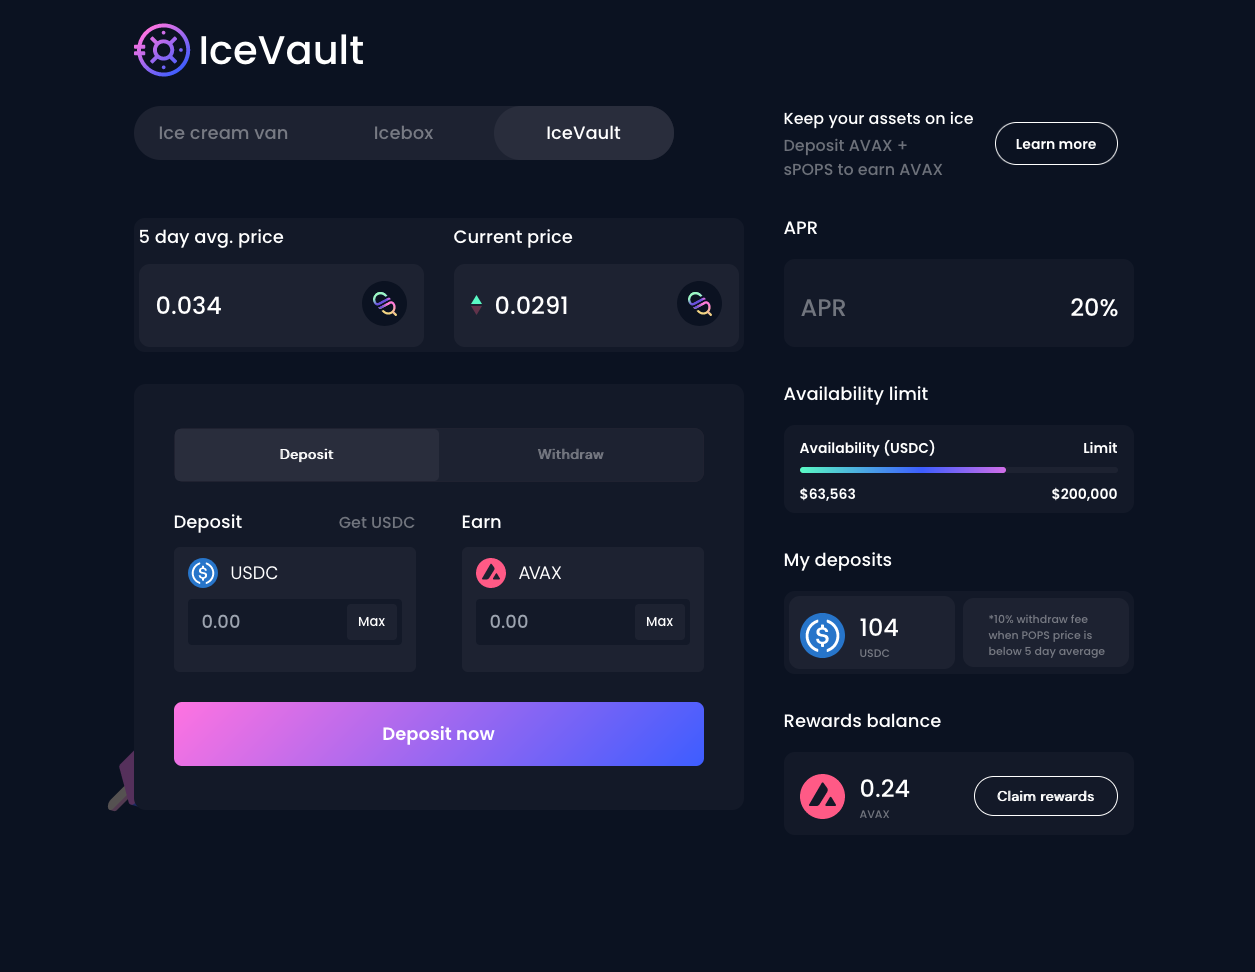 IceVault
Ice cream van
Icebox
IceVault
Keep your assets on ice
Deposit AVAX +
sPOPS to earn AVAX
Learn more
5 day avg. price
0.034
Current price
0.0291
APR
APR
20%
Deposit
Withdraw
Deposit
Get USDC
USDC
0.00
Max
Earn
AVAX
0.00
Max
Deposit now
Availability limit
Availability (USDC)
Limit
$63,563
$200,000
My deposits
104
USDC
*10% withdraw fee
when POPS price is
below 5 day average
Rewards balance
0.24
AVAX
Claim rewards